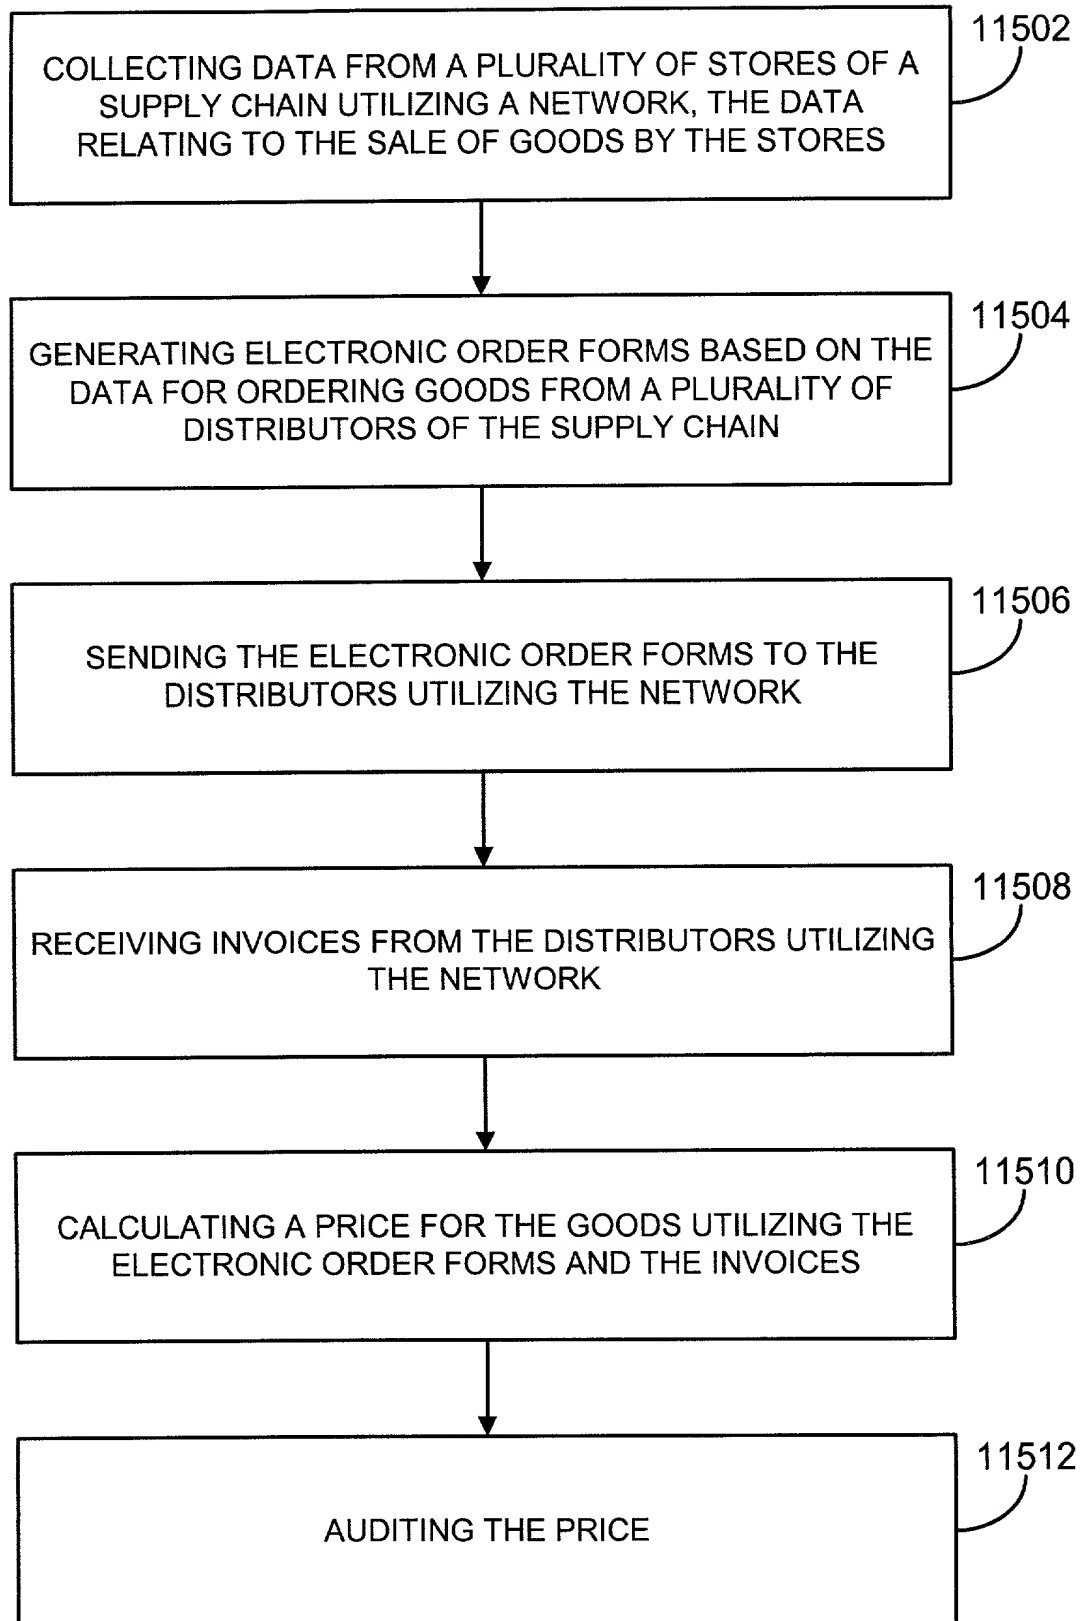 11502
COLLECTING DATA FROM A PLURALITY OF STORES OF A
SUPPLY CHAIN UTILIZING A NETWORK, THE DATA
RELATING TO THE SALE OF GOODS BY THE STORES
11504
GENERATING ELECTRONIC ORDER FORMS BASED ON THE
DATA FOR ORDERING GOODS FROM A PLURALITY OF
DISTRIBUTORS OF THE SUPPLY CHAIN
11506
SENDING THE ELECTRONIC ORDER FORMS TO THE
DISTRIBUTORS UTILIZING THE NETWORK
11508
RECEIVING INVOICES FROM THE DISTRIBUTORS UTILIZING
THE NETWORK
11510
CALCULATING A PRICE FOR THE GOODS UTILIZING THE
ELECTRONIC ORDER FORMS AND THE INVOICES
11512
AUDITING THE PRICE